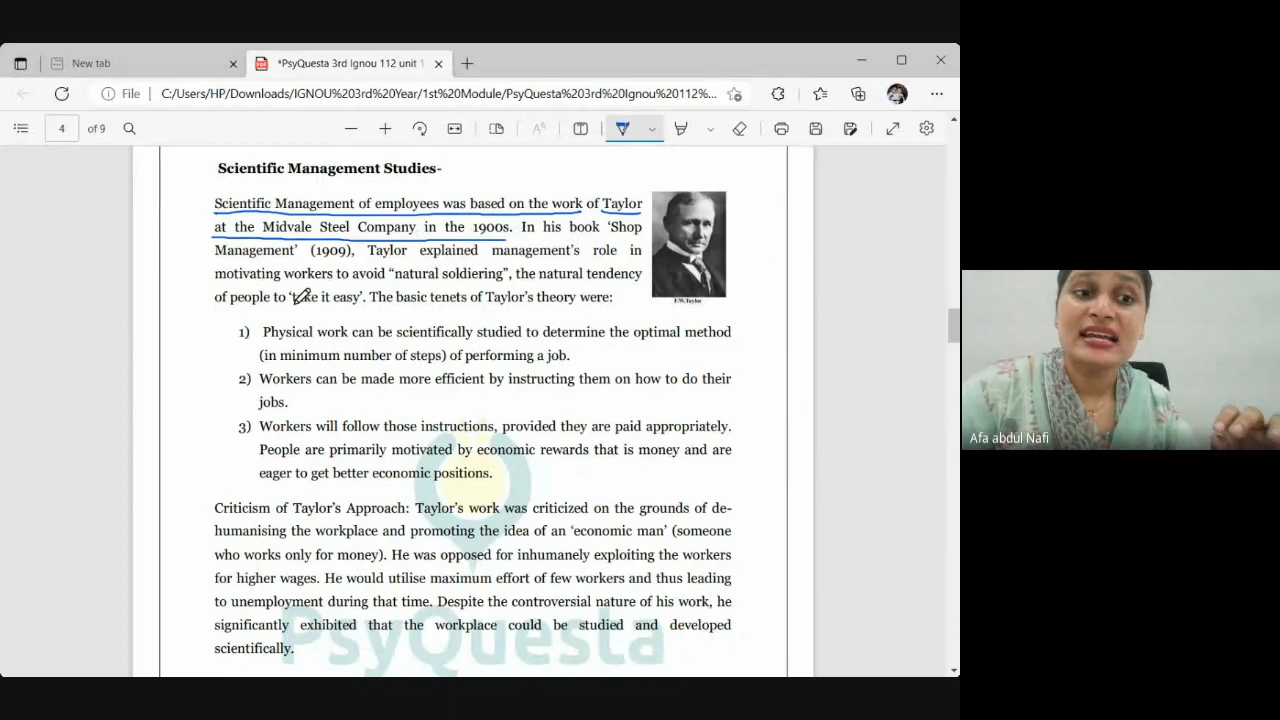 New tab
*PsyQuesta 3rd Ignou 112 unit 1
File
C:/Users/HP/Downloads/IGNOU%203rd%20Year/1st%20Module/PsyQuesta%203rd%20Ignou%20112%...
4 of 9
Scientific Management Studies-
Scientific Management of employees was based on the work of Taylor
at the Midvale Steel Company in the 1900s. In his book ‘Shop
Management’ (1909), Taylor explained management’s role in
motivating workers to avoid “natural soldiering”, the natural tendency
of people to ‘take it easy’. The basic tenets of Taylor’s theory were:
F.W.Taylor
1) Physical work can be scientifically studied to determine the optimal method
(in minimum number of steps) of performing a job.
2) Workers can be made more efficient by instructing them on how to do their
jobs.
3) Workers will follow those instructions, provided they are paid appropriately.
People are primarily motivated by economic rewards that is money and are
eager to get better economic positions.
Criticism of Taylor’s Approach: Taylor’s work was criticized on the grounds of de-
humanising the workplace and promoting the idea of an ‘economic man’ (someone
who works only for money). He was opposed for inhumanely exploiting the workers
for higher wages. He would utilise maximum effort of few workers and thus leading
to unemployment during that time. Despite the controversial nature of his work, he
significantly exhibited that the workplace could be studied and developed
scientifically.
PsyQuesta
Afa abdul Nafi